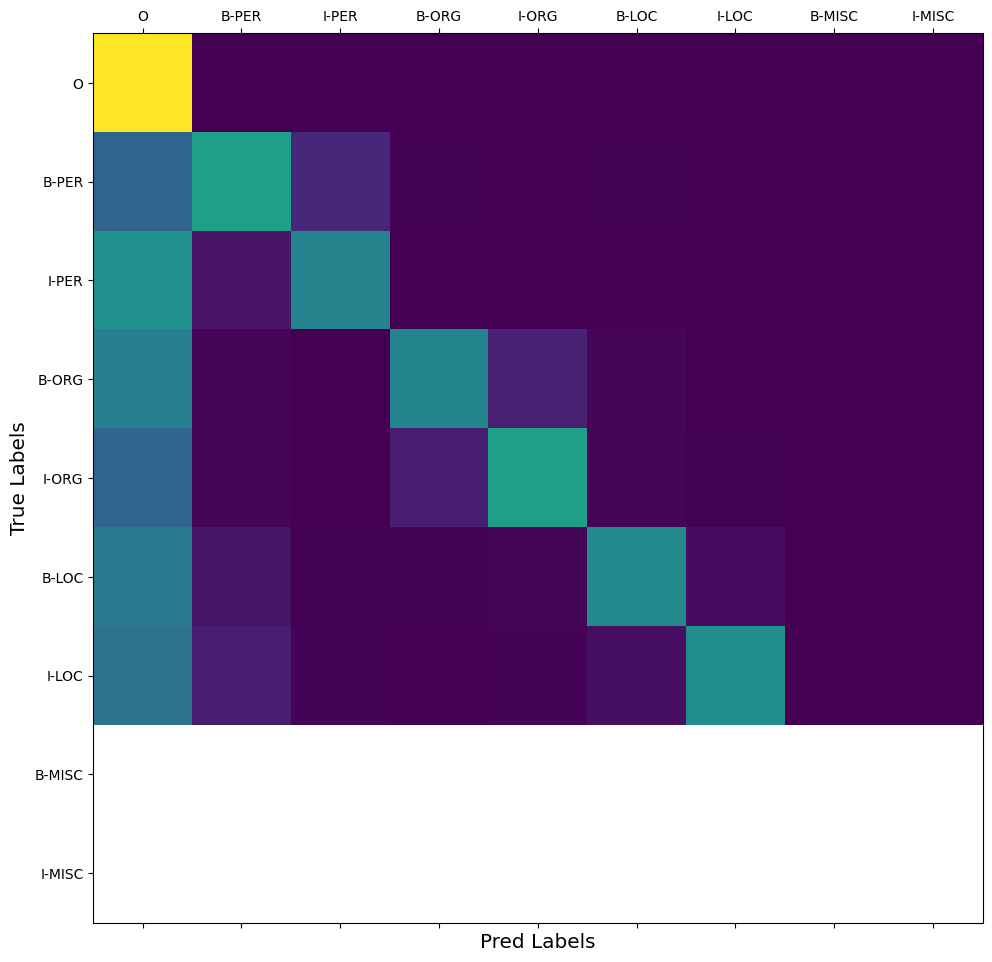 O B-PER I-PER B-ORG I-ORG B-LOC I-LOC B-MISC I-MISC
O
B-PER
I-PER
B-ORG
I-ORG
B-LOC
I-LOC
B-MISC
I-MISC
True Labels
Pred Labels